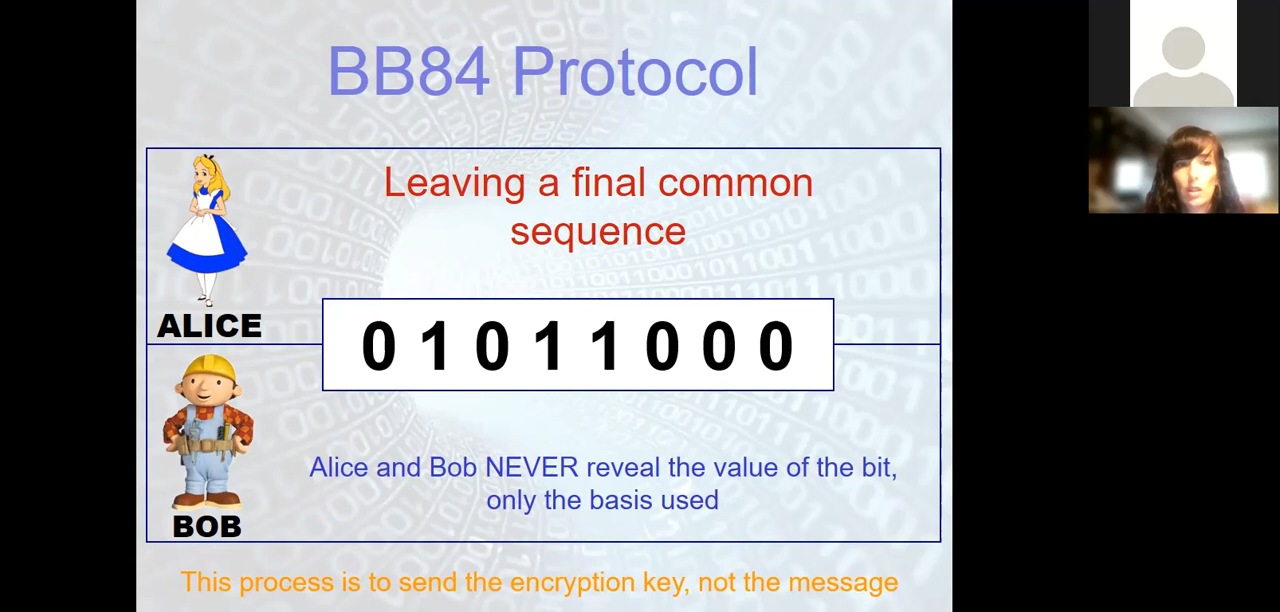 BB84 Protocol
Leaving a final common
sequence
ALICE
0 1 0 1 1 0 0 0
BOB
Alice and Bob NEVER reveal the value of the bit,
only the basis used
This process is to send the encryption key, not the message